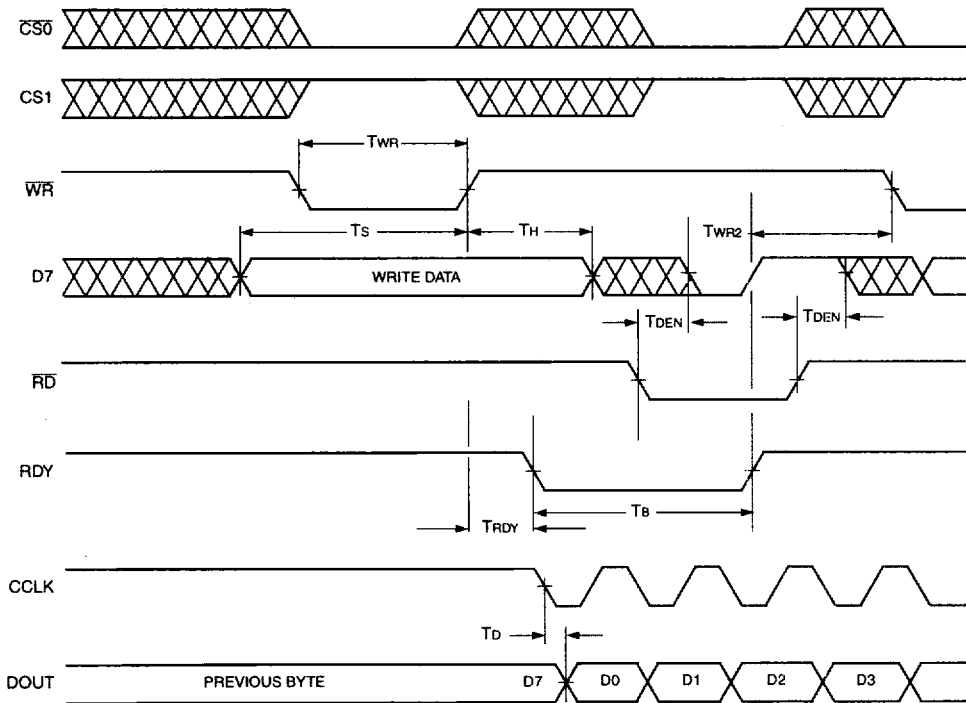 CS0
CS1
TWR
WR
TS TH TWR2
D7 WRITE DATA
TDEN TDEN
RD
RDY
TB
TRDY
CCLK
TD
DOUT PREVIOUS BYTE D7 D0 D1 D2 D3